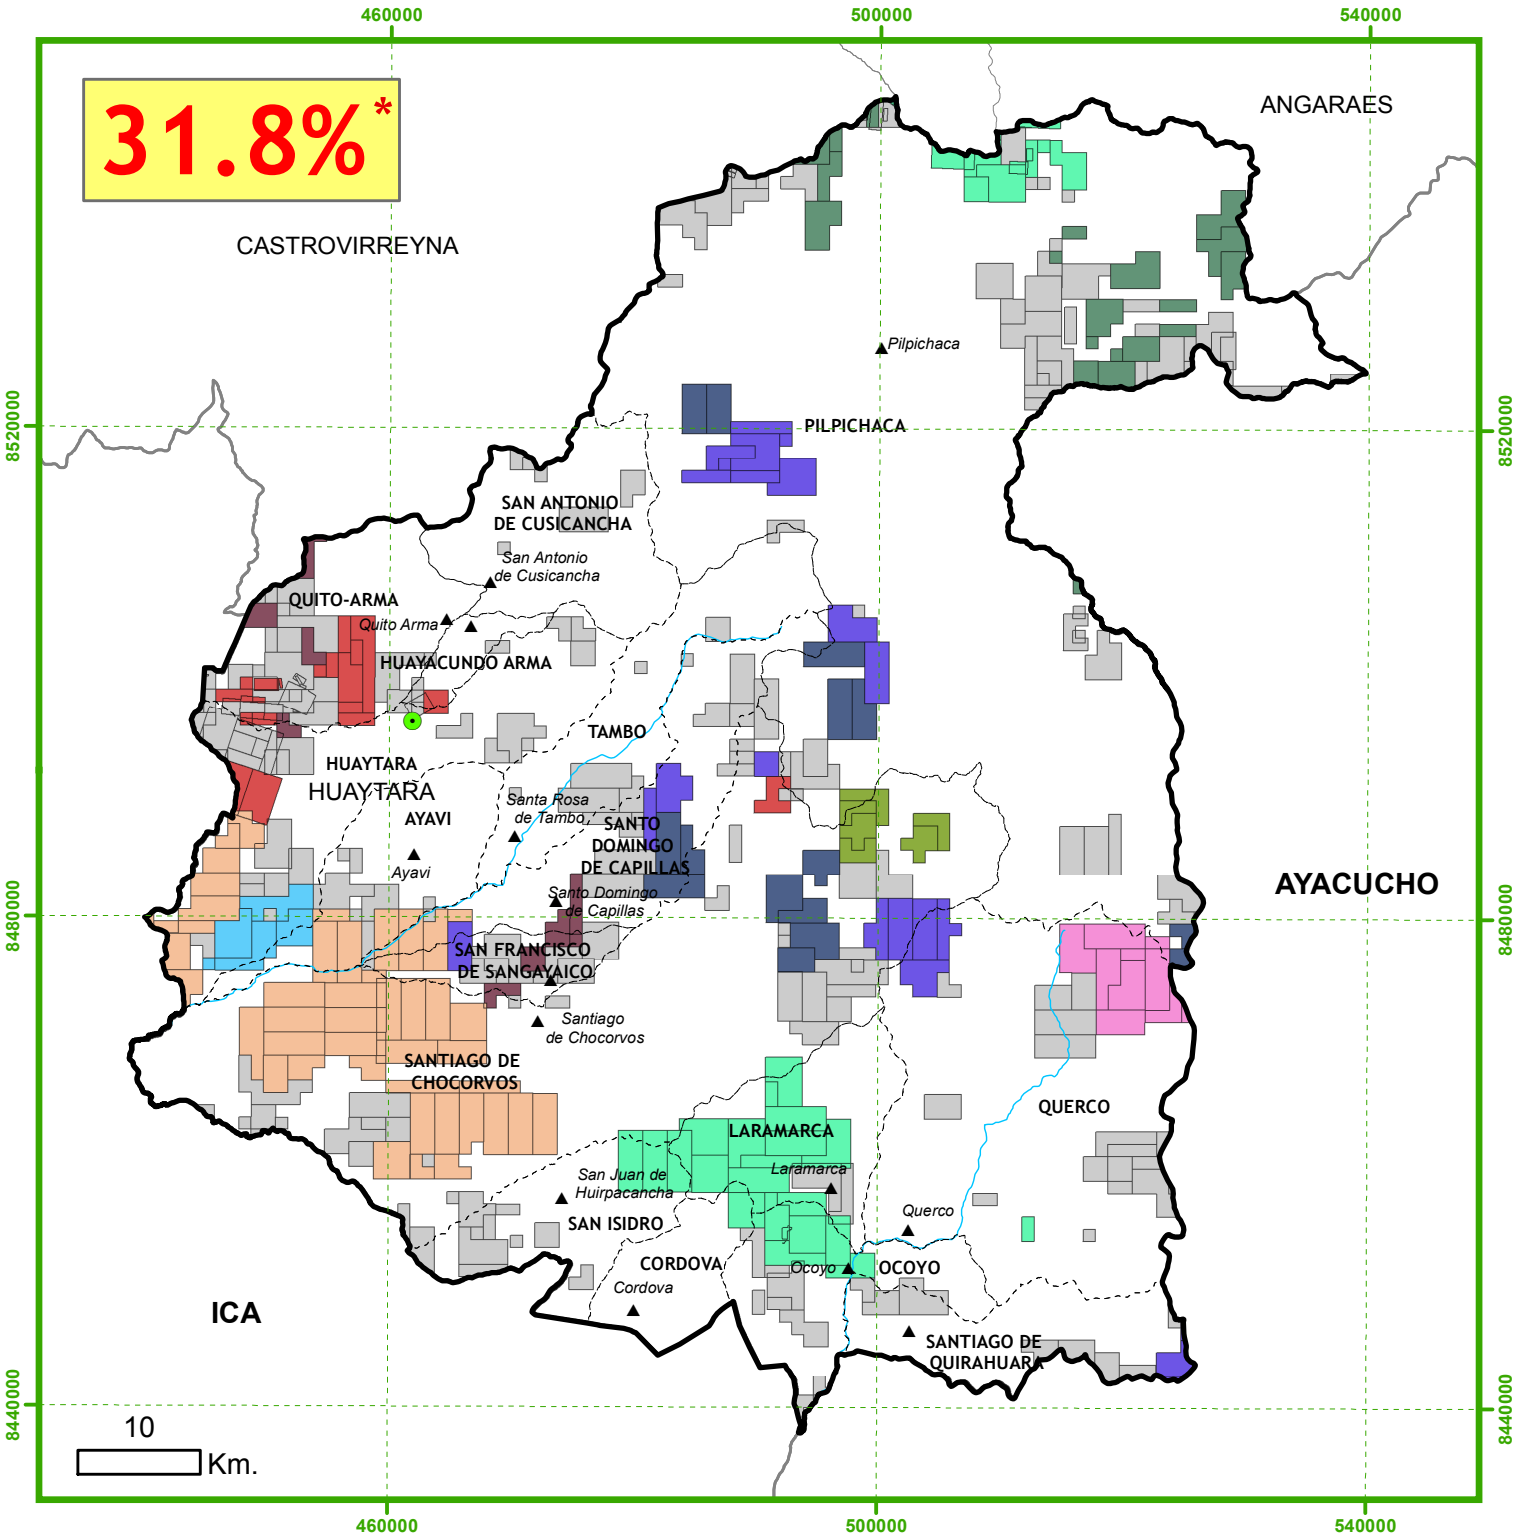 460000
500000
540000
31.8%*
ANGARAES
CASTROVIRREYNA
Pilpichaca
8520000
8520000
PILPICHACA
SAN ANTONIO
DE CUSICANCHA
San Antonio
de Cusicancha
QUITO-ARMA
Quito Arma
HUAYACUNDO ARMA
TAMBO
HUAYTARA
HUAYTARA
AYAVI
Santa Rosa
de Tambo
SANTO
DOMINGO
DE CAPILLAS
Ayavi
AYACUCHO
Santo Domingo
de Capillas
8480000
8480000
SAN FRANCISCO
DE SANGAYAICO
Santiago
de Chocorvos
SANTIAGO DE
CHOCORVOS
QUERCO
LARAMARCA
Laramarca
San Juan de
Huirpacancha
Querco
SAN ISIDRO
CORDOVA
Ocoyo
OCOYO
Cordova
ICA
SANTIAGO DE
QUIRAHUARA
8440000
8440000
10
Km.
460000
500000
540000